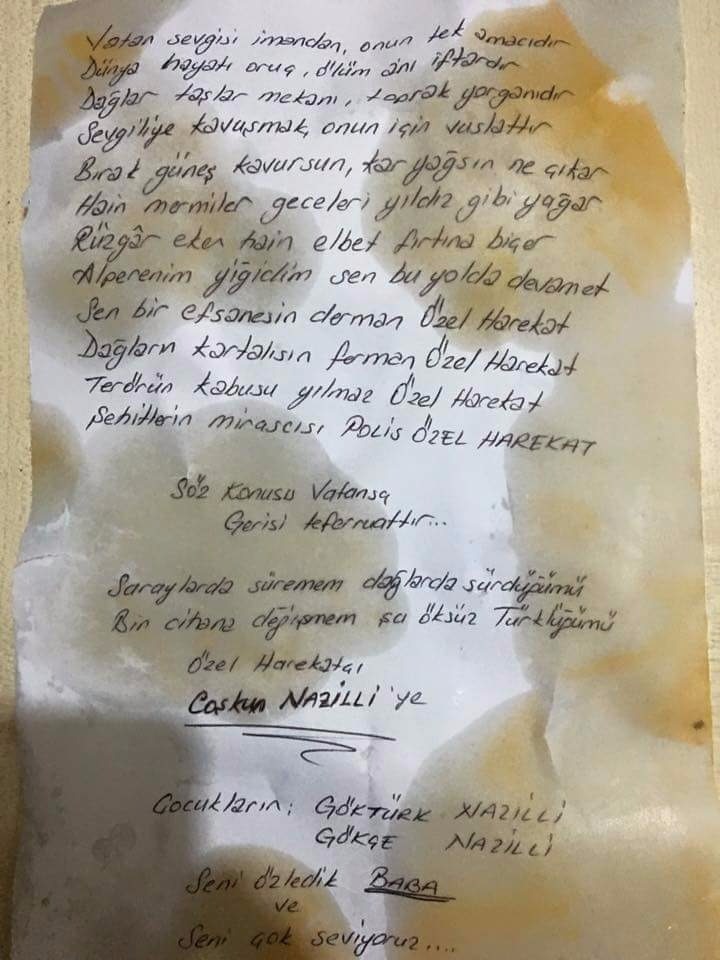 Vatan sevgisi imandan, onun tek amacıdır
Dünya hayatı oruç, ölüm anı iftardır
Dağlar taşlar mekanı, toprak yorganıdır
Sevgiliye kavuşmak, onun için vuslattır
Bırak güneş kavursun, kar yağsın ne çıkar
Hain mermiler geceleri yıldız gibi yağar
Rüzgâr eken hain elbet fırtına biçer
Alperenim yiğidim sen bu yolda devamet
Sen bir efsanesin derman Özel Harekat
Dağların kartalısın ferman Özel Harekat
Terörün kabusu yılmaz Özel Harekat
Şehitlerin mirasçısı POLİS ÖZEL HAREKAT
Söz Konusu Vatansa
Gerisi teferruattır...
Saraylarda süremem dağlarda sürdüğümü
Bin cihana değişmem şu öksüz Türklüğümü
Özel Harekatçı
Coşkun NAZİLLİ'ye
Çocukların; GÖKTÜRK NAZİLLİ
GÖKÇE NAZİLLİ
Seni özledik BABA
ve
Seni çok seviyoruz....